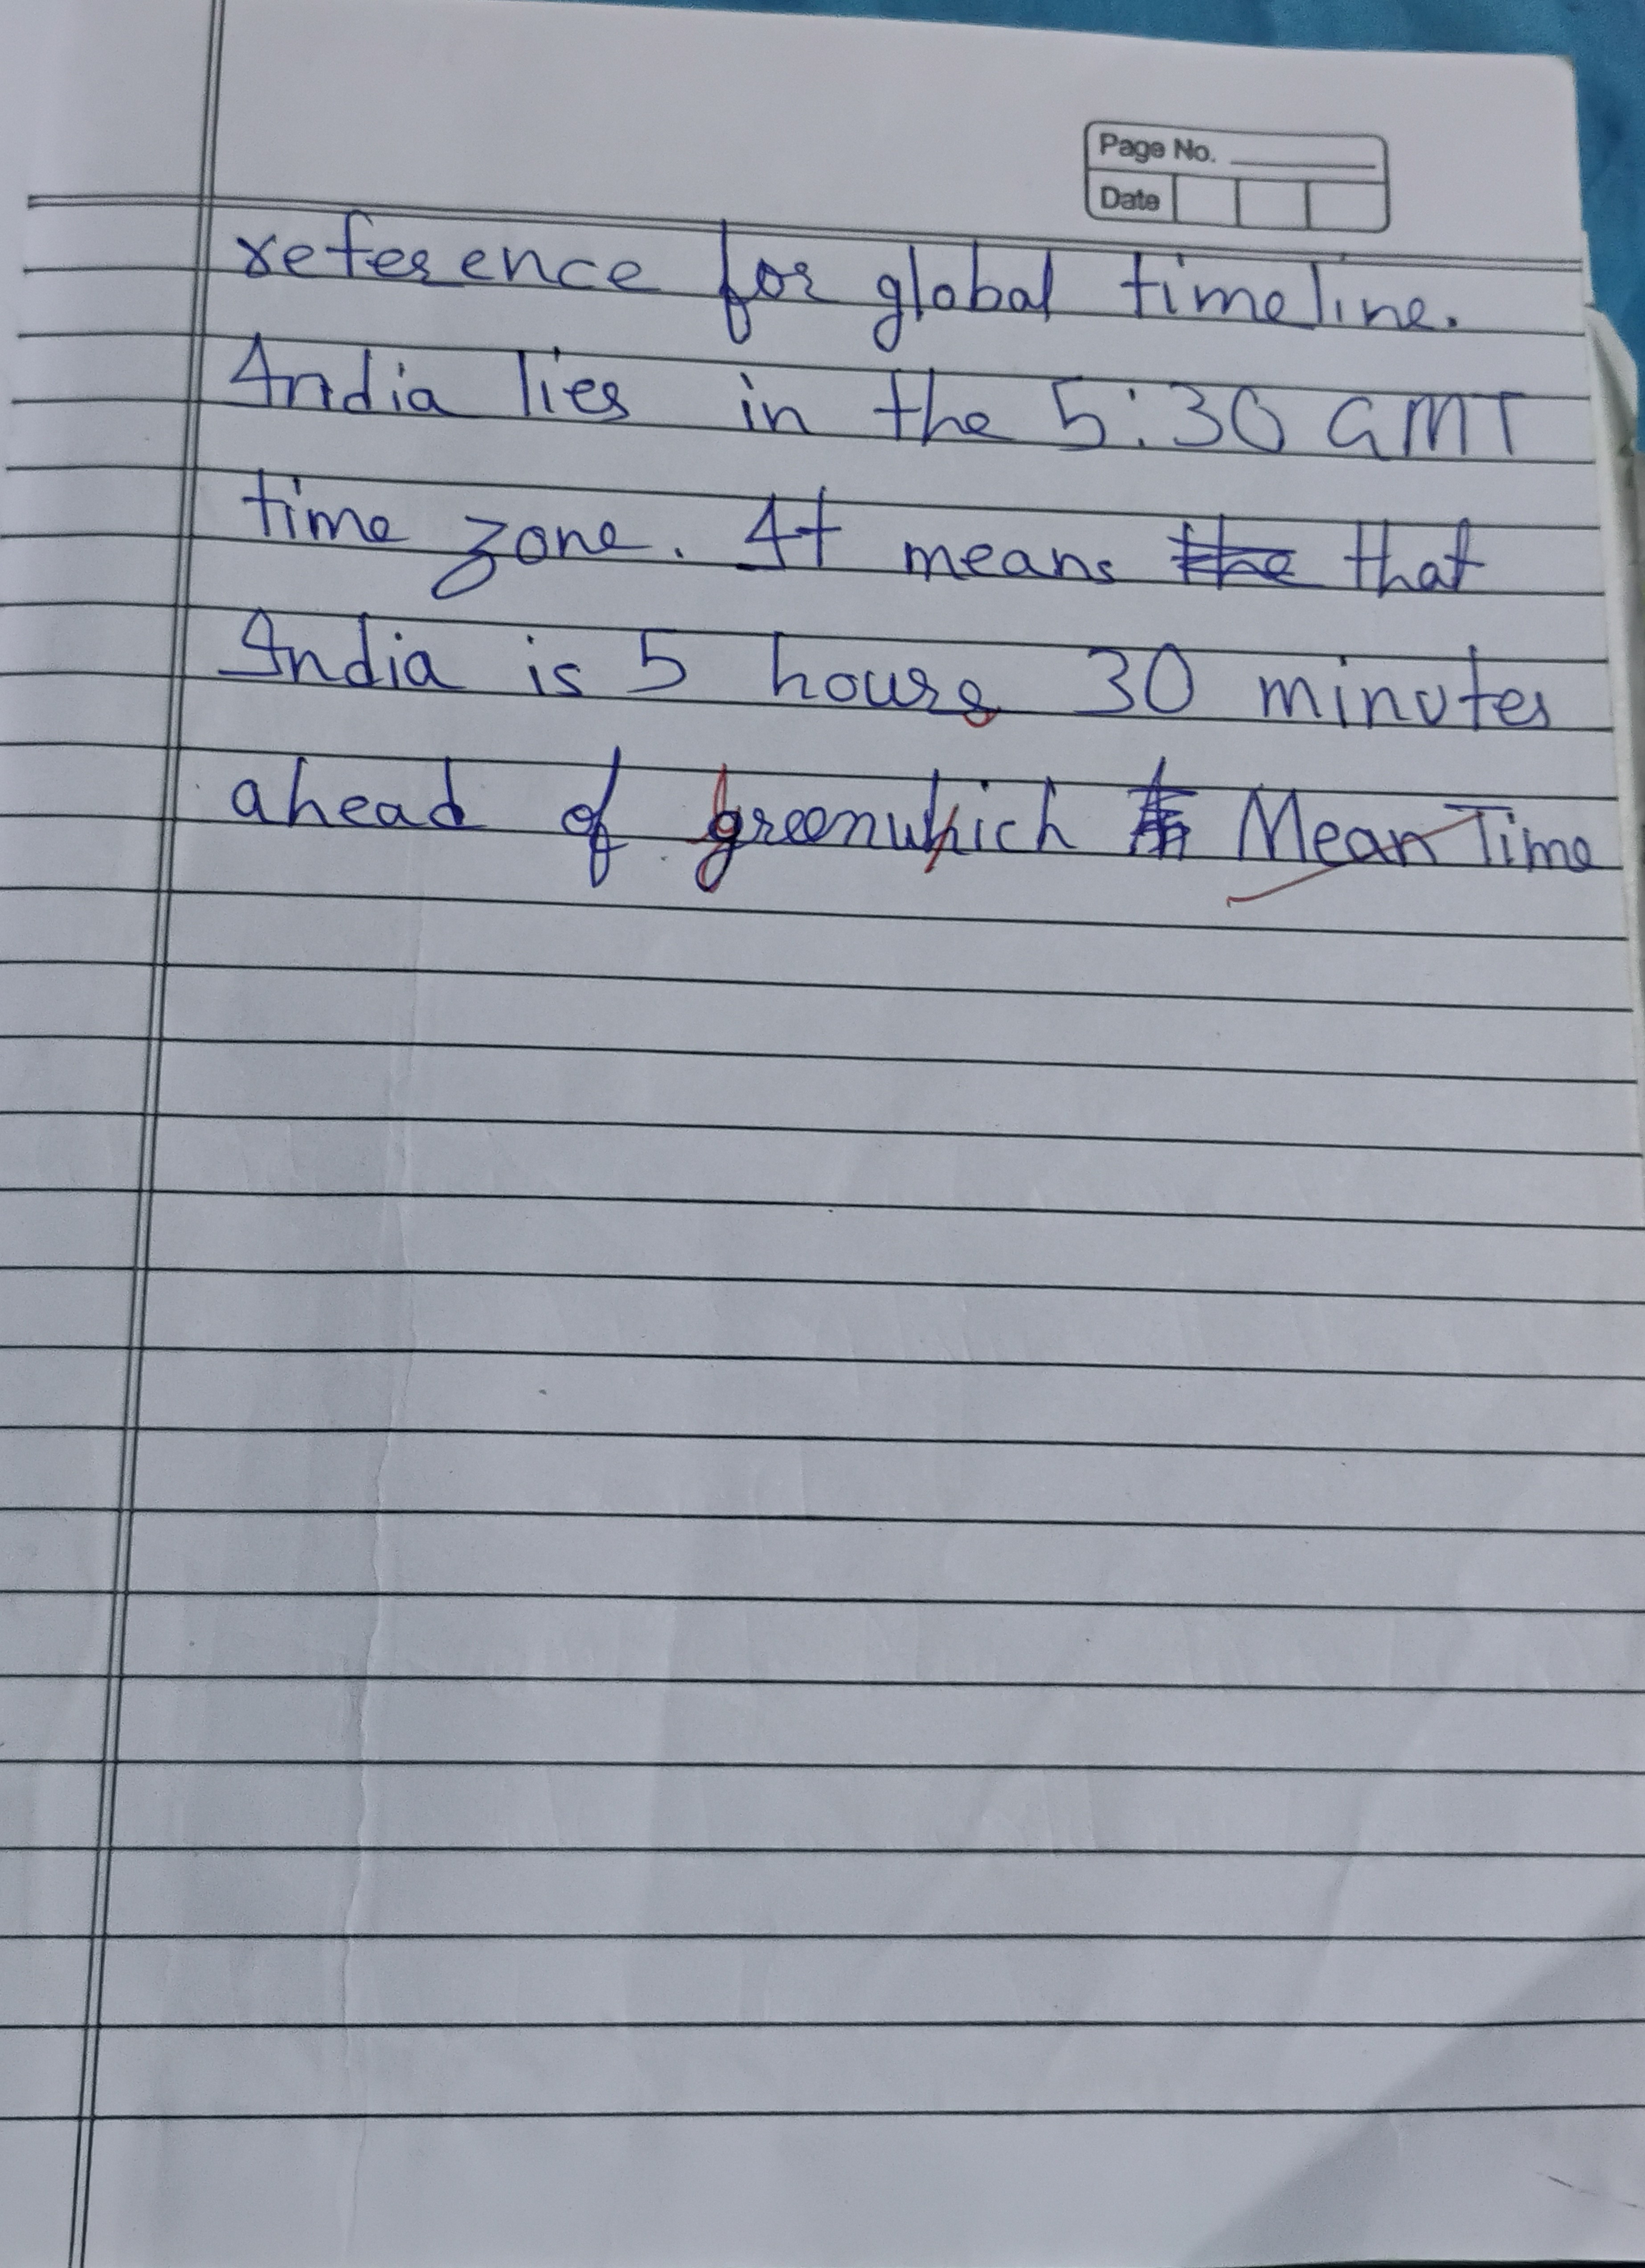 Page No.
Date
reference for global timeline.
India lies in the 5:30 GMT
time zone. It means the that
India is 5 hours 30 minutes
ahead of greenwhich Mean Time